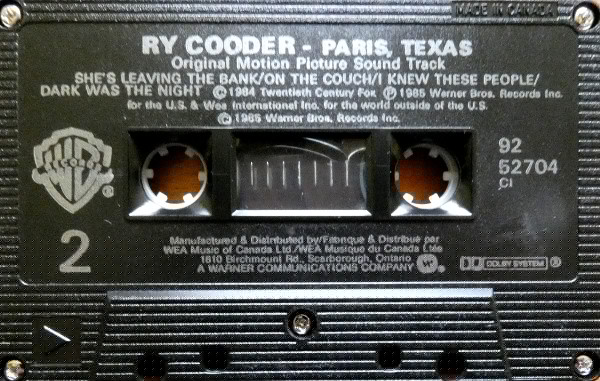 MADE IN CANADA
RY COODER - PARIS, TEXAS
Original Motion Picture Sound Track
SHE'S LEAVING THE BANK/ON THE COUCH/I KNEW THESE PEOPLE/
DARK WAS THE NIGHT © 1984 Twentieth Century Fox ℗ 1985 Warner Bros. Records Inc.
for the U.S. & Wea International Inc. for the world outside of the U.S.
© 1985 Warner Bros. Records Inc.
92
52704
CI
RECORDS
®
2
Manufactured & Distributed by/Fabriqué & Distribué par
WEA Music of Canada Ltd./WEA Musique du Canada Ltée
1810 Birchmount Rd., Scarborough, Ontario
A WARNER COMMUNICATIONS COMPANY
DOLBY SYSTEM ®